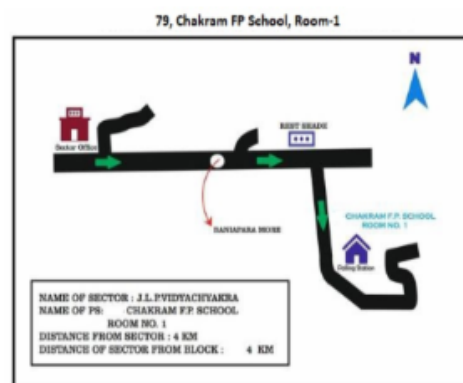 79, Chakram FP School, Room-1
N
REST SHADE
Sector Office
CHAKRAM F.P. SCHOOL
ROOM NO. 1
BANIAPARA MORE
Polling Station
NAME OF SECTOR : J.L.P.VIDYACHYAKRA
NAME OF PS: CHAKRAM F.P. SCHOOL
ROOM NO. 1
DISTANCE FROM SECTOR : 4 KM
DISTANCE OF SECTOR FROM BLOCK : 4 KM